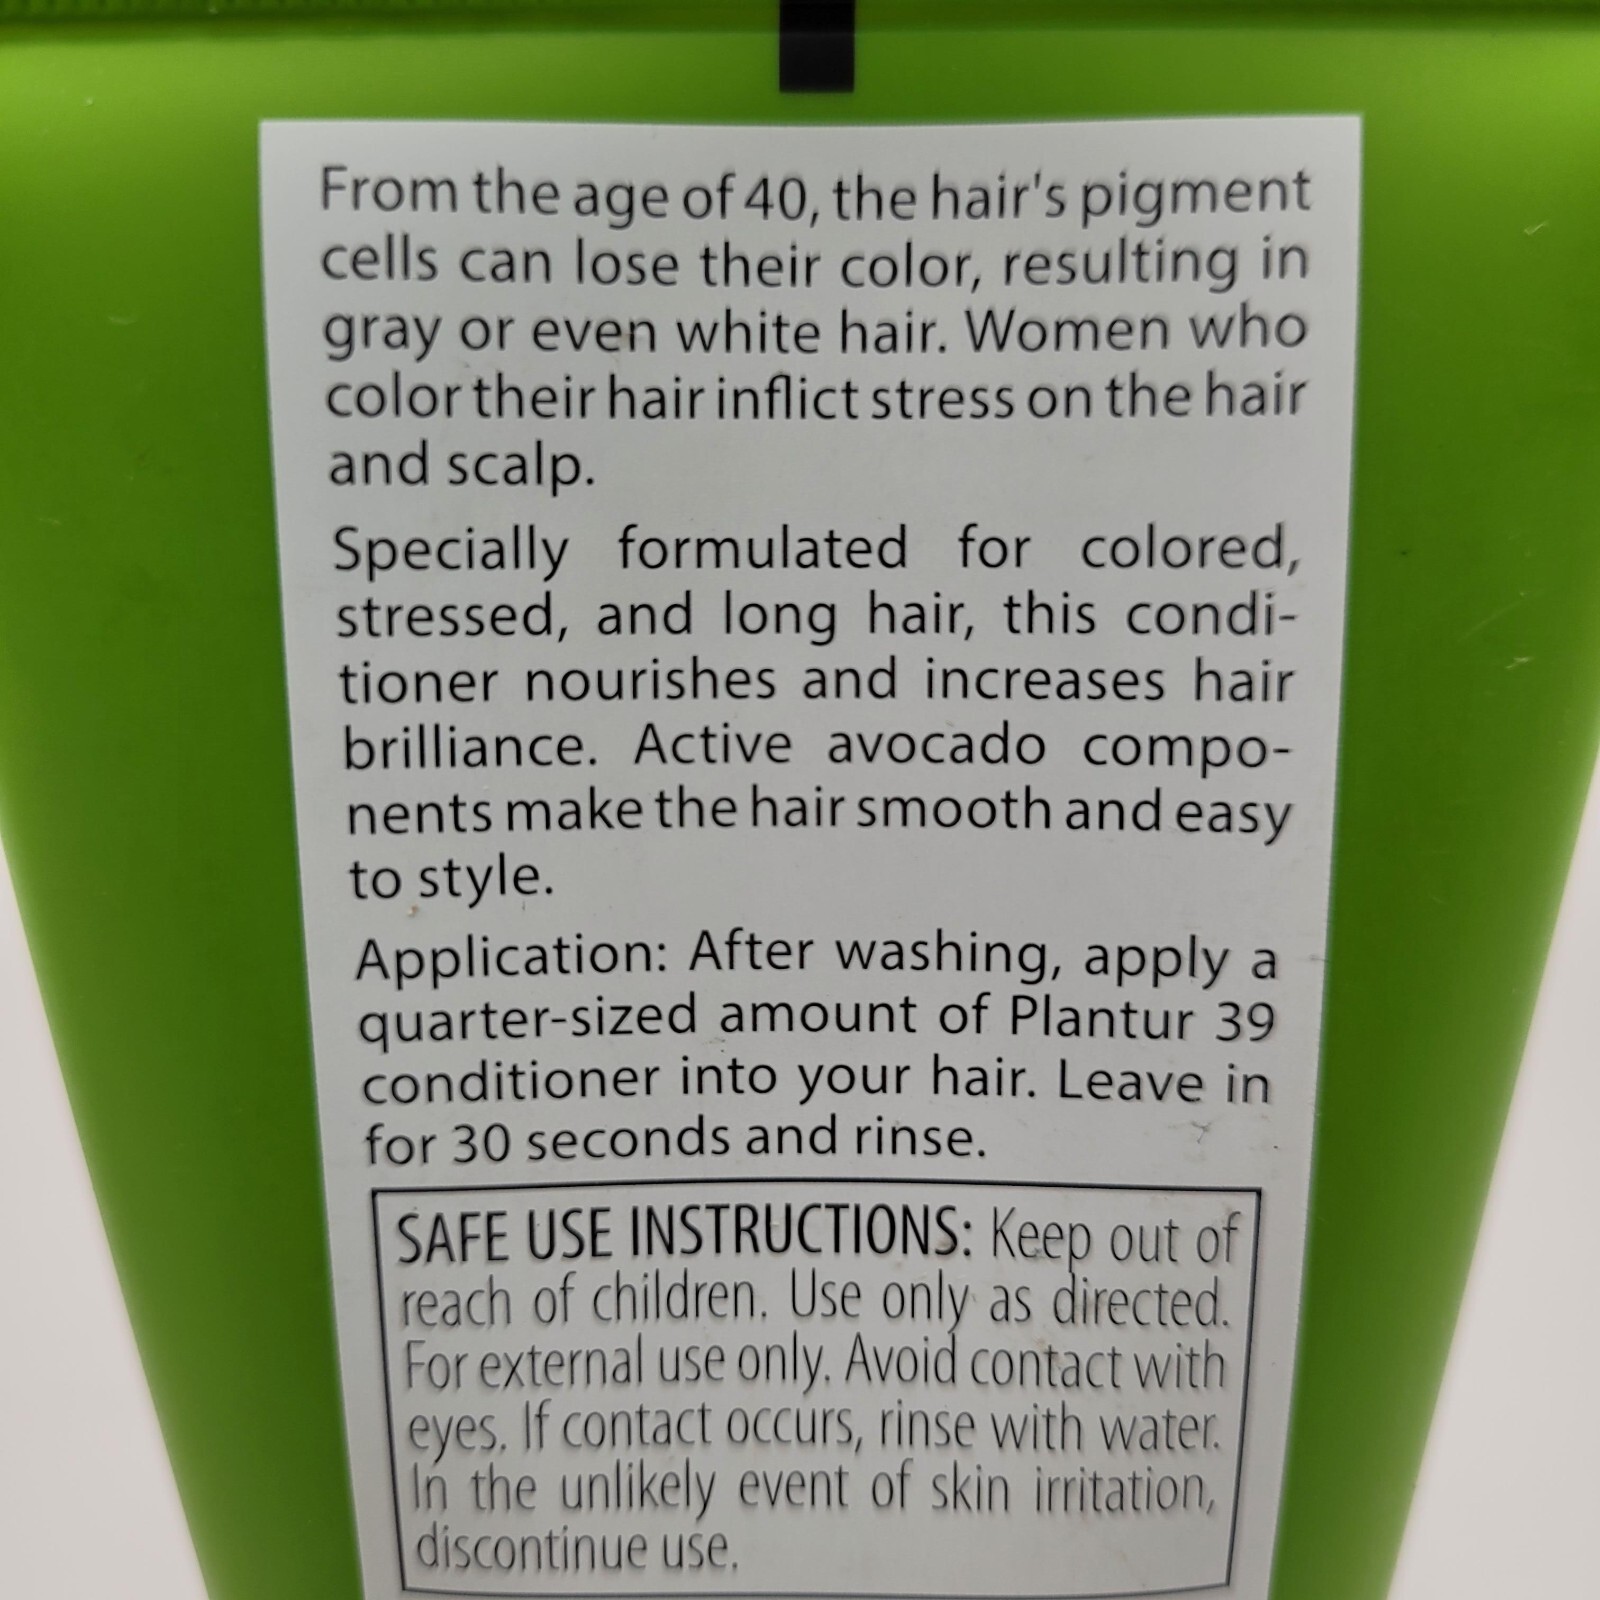 From the age of 40, the hair's pigment
cells can lose their color, resulting in
gray or even white hair. Women who
color their hair inflict stress on the hair
and scalp.
Specially formulated for colored,
stressed, and long hair, this condi-
tioner nourishes and increases hair
brilliance. Active avocado compo-
nents make the hair smooth and easy
to style.
Application: After washing, apply a
quarter-sized amount of Plantur 39
conditioner into your hair. Leave in
for 30 seconds and rinse.
SAFE USE INSTRUCTIONS: Keep out of
reach of children. Use only as directed.
For external use only. Avoid contact with
eyes. If contact occurs, rinse with water.
In the unlikely event of skin irritation,
discontinue use.